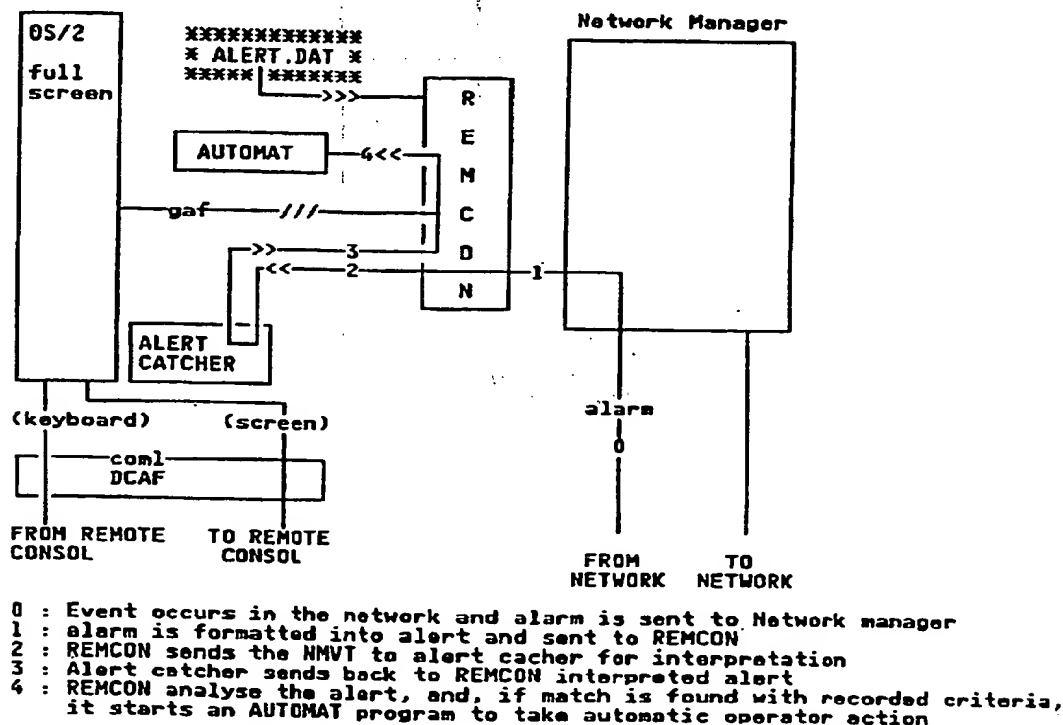 OS/2
full
screen
*************
* ALERT.DAT *
***** *******
>>>
AUTOMAT
4<<
gaf
///
>>
3
<<
2
ALERT
CATCHER
R
E
M
C
O
N
1
Network Manager
alarm
0
(keyboard)
(screen)
com1
DCAF
FROM REMOTE
CONSOL
TO REMOTE
CONSOL
FROM
NETWORK
TO
NETWORK
0 : Event occurs in the network and alarm is sent to Network manager
1 : alarm is formatted into alert and sent to REMCON
2 : REMCON sends the NMVT to alert cacher for interpretation
3 : Alert catcher sends back to REMCON interpreted alert
4 : REMCON analyse the alert, and, if match is found with recorded criteria,
it starts an AUTOMAT program to take automatic operator action